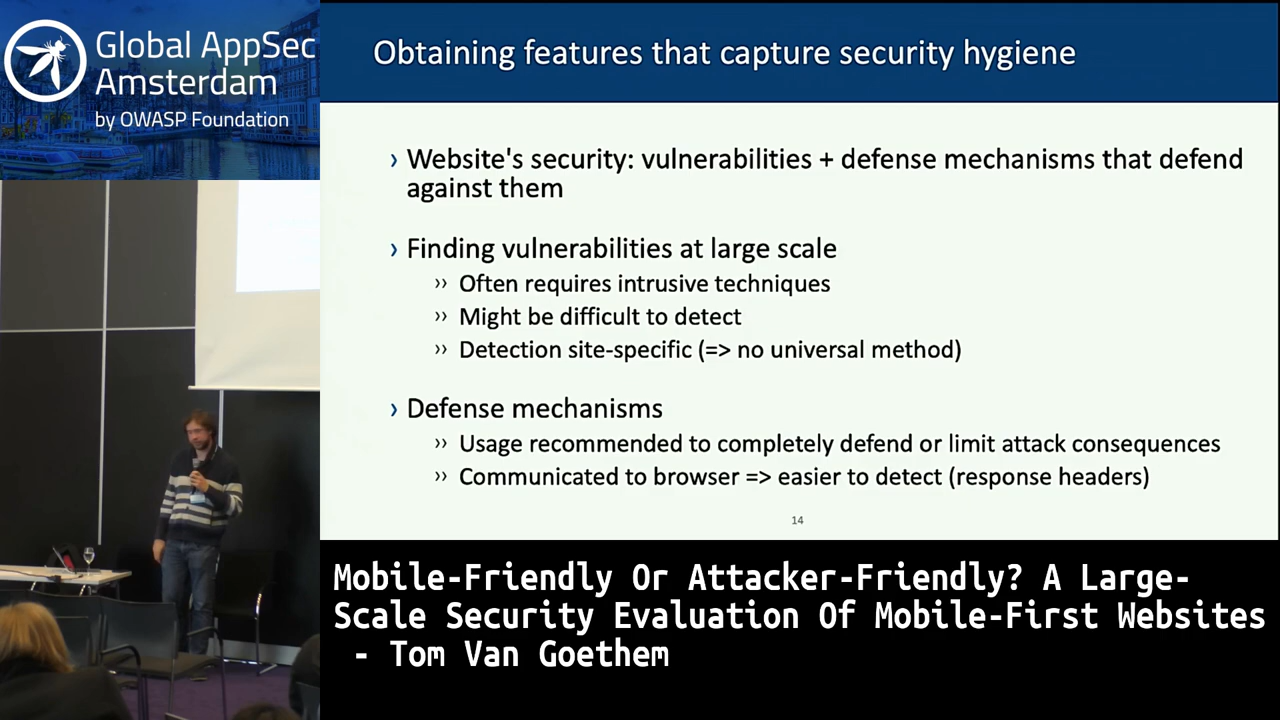 Global AppSec
Amsterdam
by OWASP Foundation
Obtaining features that capture security hygiene
› Website's security: vulnerabilities + defense mechanisms that defend
against them
› Finding vulnerabilities at large scale
›› Often requires intrusive techniques
›› Might be difficult to detect
›› Detection site-specific (=> no universal method)
› Defense mechanisms
›› Usage recommended to completely defend or limit attack consequences
›› Communicated to browser => easier to detect (response headers)
14
Mobile-Friendly Or Attacker-Friendly? A Large-
Scale Security Evaluation Of Mobile-First Websites
- Tom Van Goethem